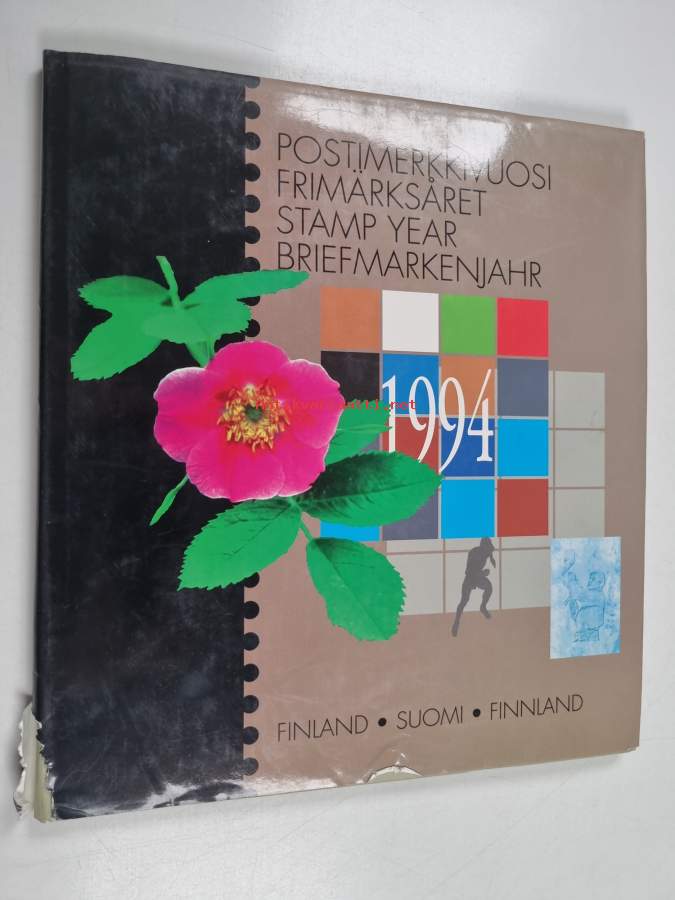 POSTIMERKKIVUOSI
FRIMÄRKSÅRET
STAMP YEAR
BRIEFMARKENJAHR
1994
FINLAND • SUOMI • FINNLAND